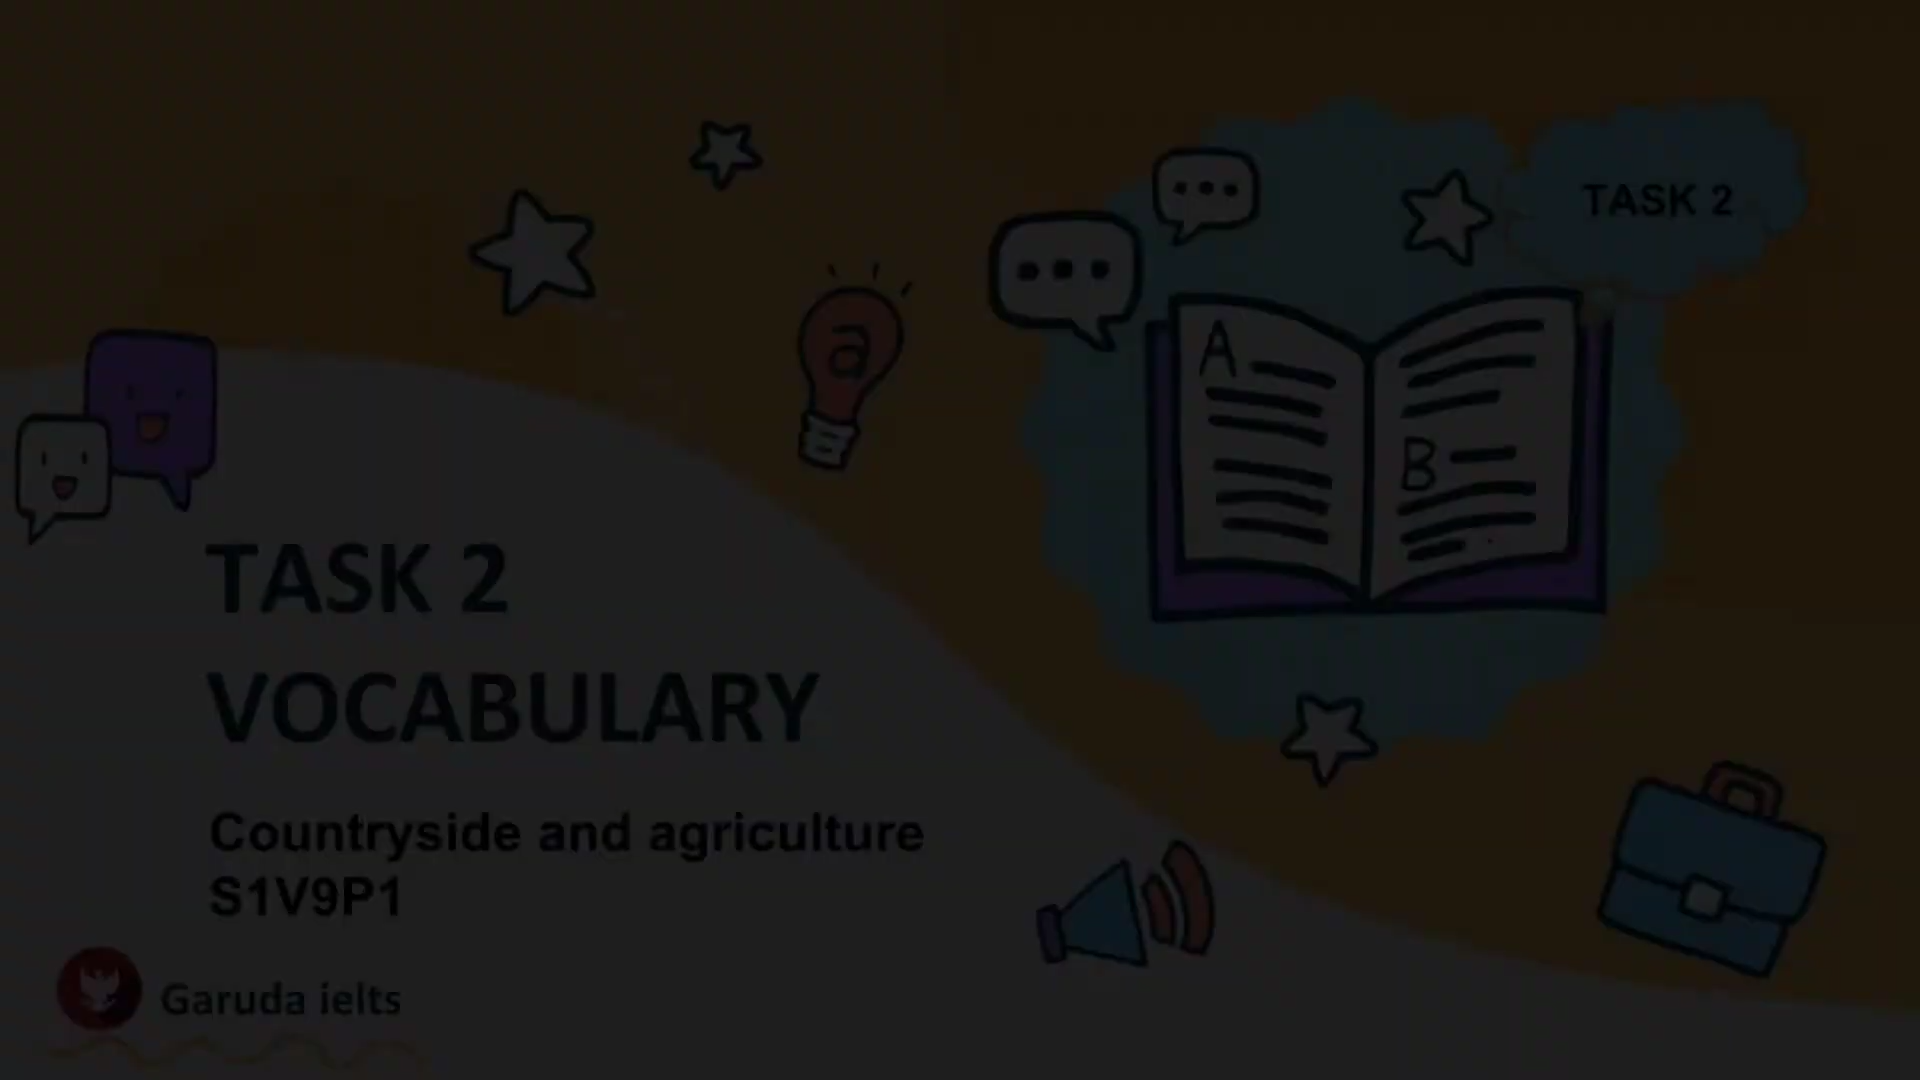 TASK 2
a
A
B
TASK 2
VOCABULARY
Countryside and agriculture
S1V9P1
Garuda ielts